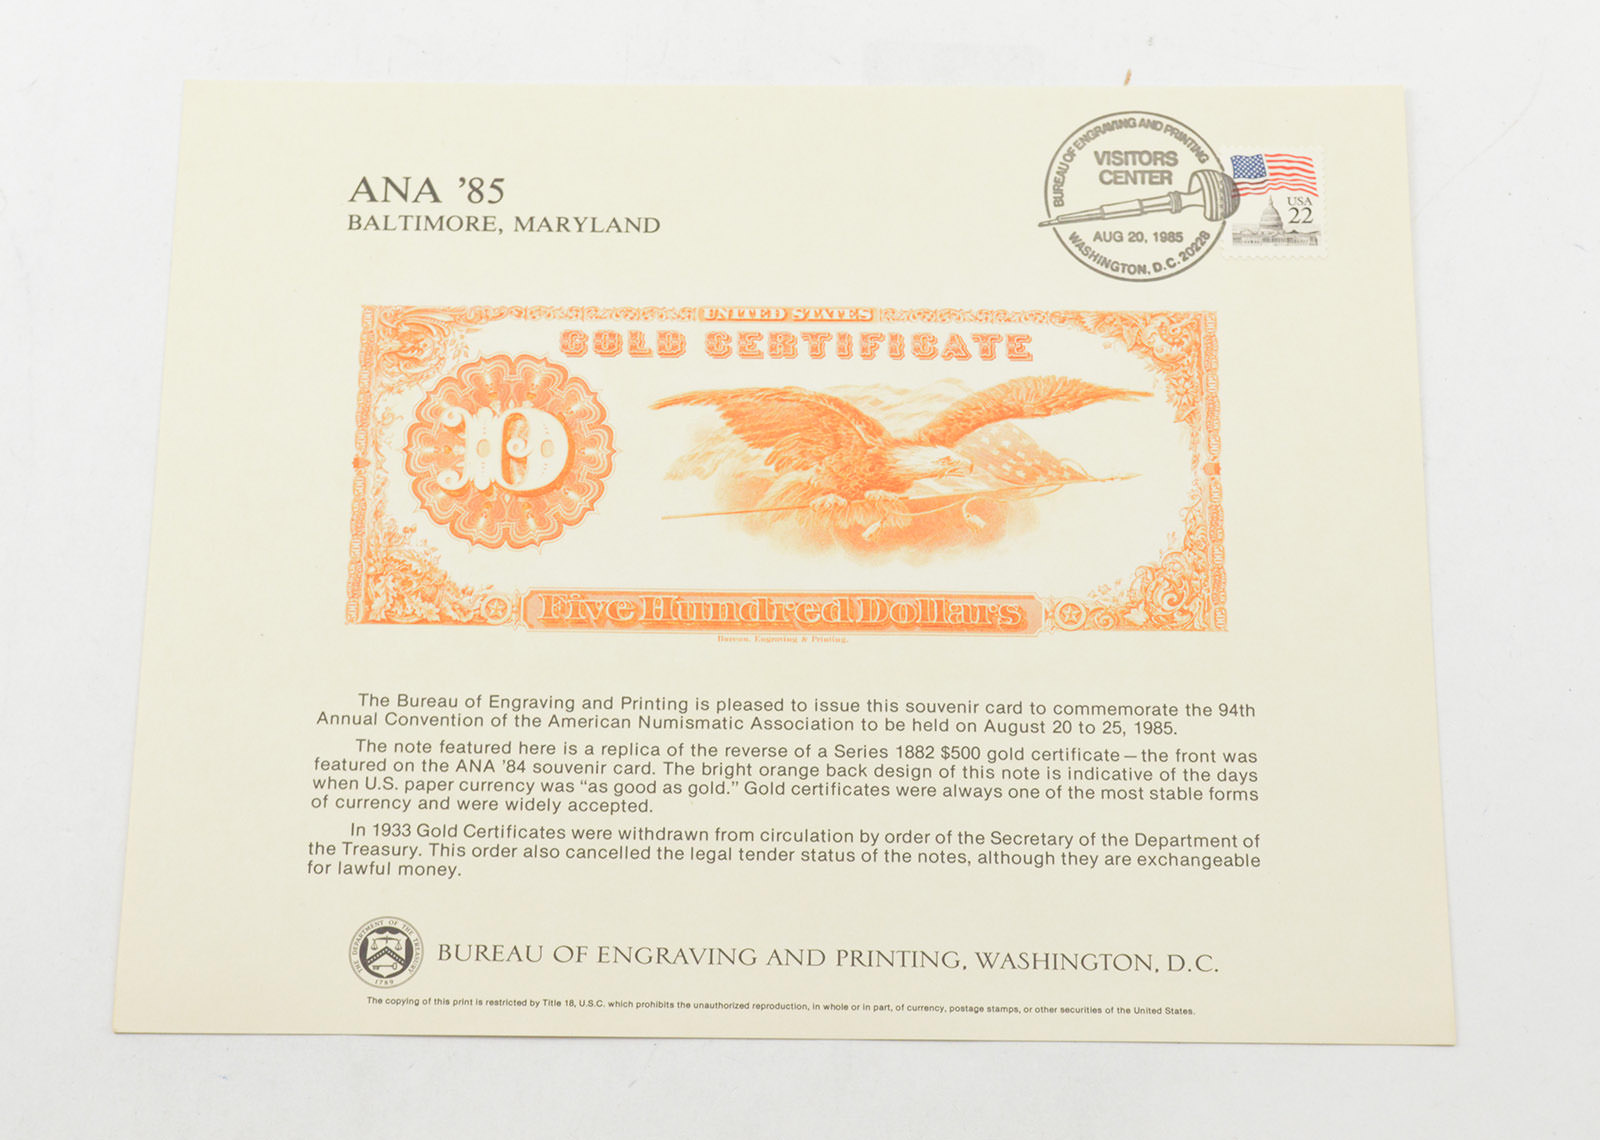 ANA ’85
BALTIMORE, MARYLAND
BUREAU OF ENGRAVING AND PRINTING
VISITORS
CENTER
AUG 20, 1985
WASHINGTON, D.C. 20228
USA
22
UNITED STATES
GOLD CERTIFICATE
D
Five Hundred Dollars
Bureau, Engraving & Printing.
The Bureau of Engraving and Printing is pleased to issue this souvenir card to commemorate the 94th
Annual Convention of the American Numismatic Association to be held on August 20 to 25, 1985.
The note featured here is a replica of the reverse of a Series 1882 $500 gold certificate — the front was
featured on the ANA ’84 souvenir card. The bright orange back design of this note is indicative of the days
when U.S. paper currency was “as good as gold.” Gold certificates were always one of the most stable forms
of currency and were widely accepted.
In 1933 Gold Certificates were withdrawn from circulation by order of the Secretary of the Department of
the Treasury. This order also cancelled the legal tender status of the notes, although they are exchangeable
for lawful money.
THE DEPARTMENT OF THE TREASURY
1789
BUREAU OF ENGRAVING AND PRINTING, WASHINGTON, D.C.
The copying of this print is restricted by Title 18, U.S.C. which prohibits the unauthorized reproduction, in whole or in part, of currency, postage stamps, or other securities of the United States.